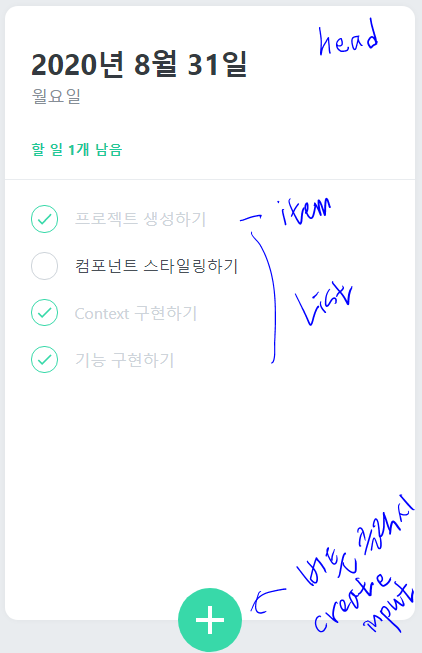 2020년 8월 31일
head
월요일
할 일 1개 남음
프로젝트 생성하기
item
컴포넌트 스타일링하기
List
Context 구현하기
기능 구현하기
버튼 클릭시
create
input